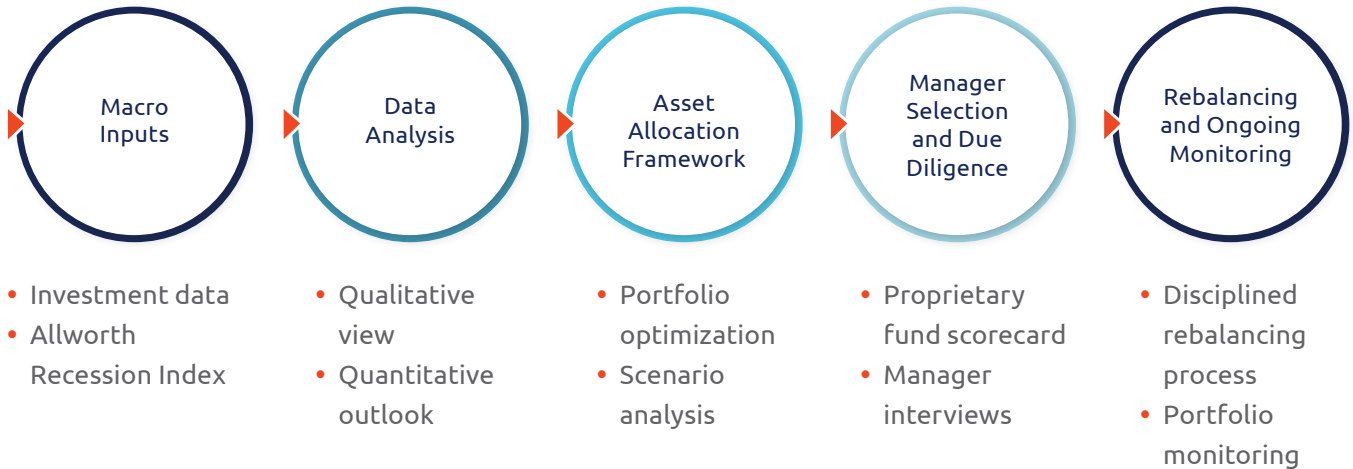 Macro
Inputs
Data
Analysis
Asset
Allocation
Framework
Manager
Selection
and Due
Diligence
Rebalancing
and Ongoing
Monitoring
• Investment data
• Allworth
Recession Index
• Qualitative
view
• Quantitative
outlook
• Portfolio
optimization
• Scenario
analysis
• Proprietary
fund scorecard
• Manager
interviews
• Disciplined
rebalancing
process
• Portfolio
monitoring